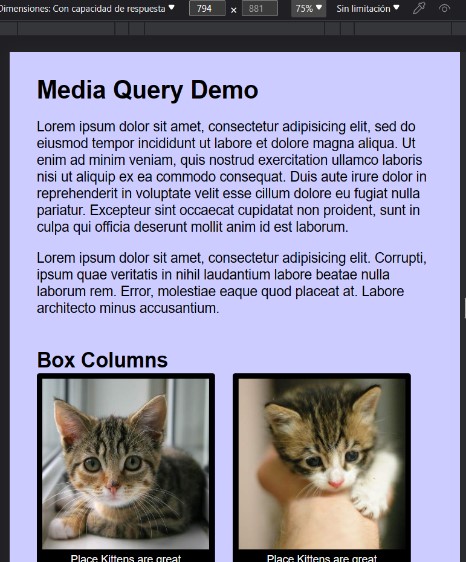 Dimensiones: Con capacidad de respuesta ▼ 794 × 881 75% ▼ Sin limitación ▼
Media Query Demo
Lorem ipsum dolor sit amet, consectetur adipisicing elit, sed do
eiusmod tempor incididunt ut labore et dolore magna aliqua. Ut
enim ad minim veniam, quis nostrud exercitation ullamco laboris
nisi ut aliquip ex ea commodo consequat. Duis aute irure dolor in
reprehenderit in voluptate velit esse cillum dolore eu fugiat nulla
pariatur. Excepteur sint occaecat cupidatat non proident, sunt in
culpa qui officia deserunt mollit anim id est laborum.
Lorem ipsum dolor sit amet, consectetur adipisicing elit. Corrupti,
ipsum quae veritatis in nihil laudantium labore beatae nulla
laborum rem. Error, molestiae eaque quod placeat at. Labore
architecto minus accusantium.
Box Columns
Place Kittens are great
Place Kittens are great